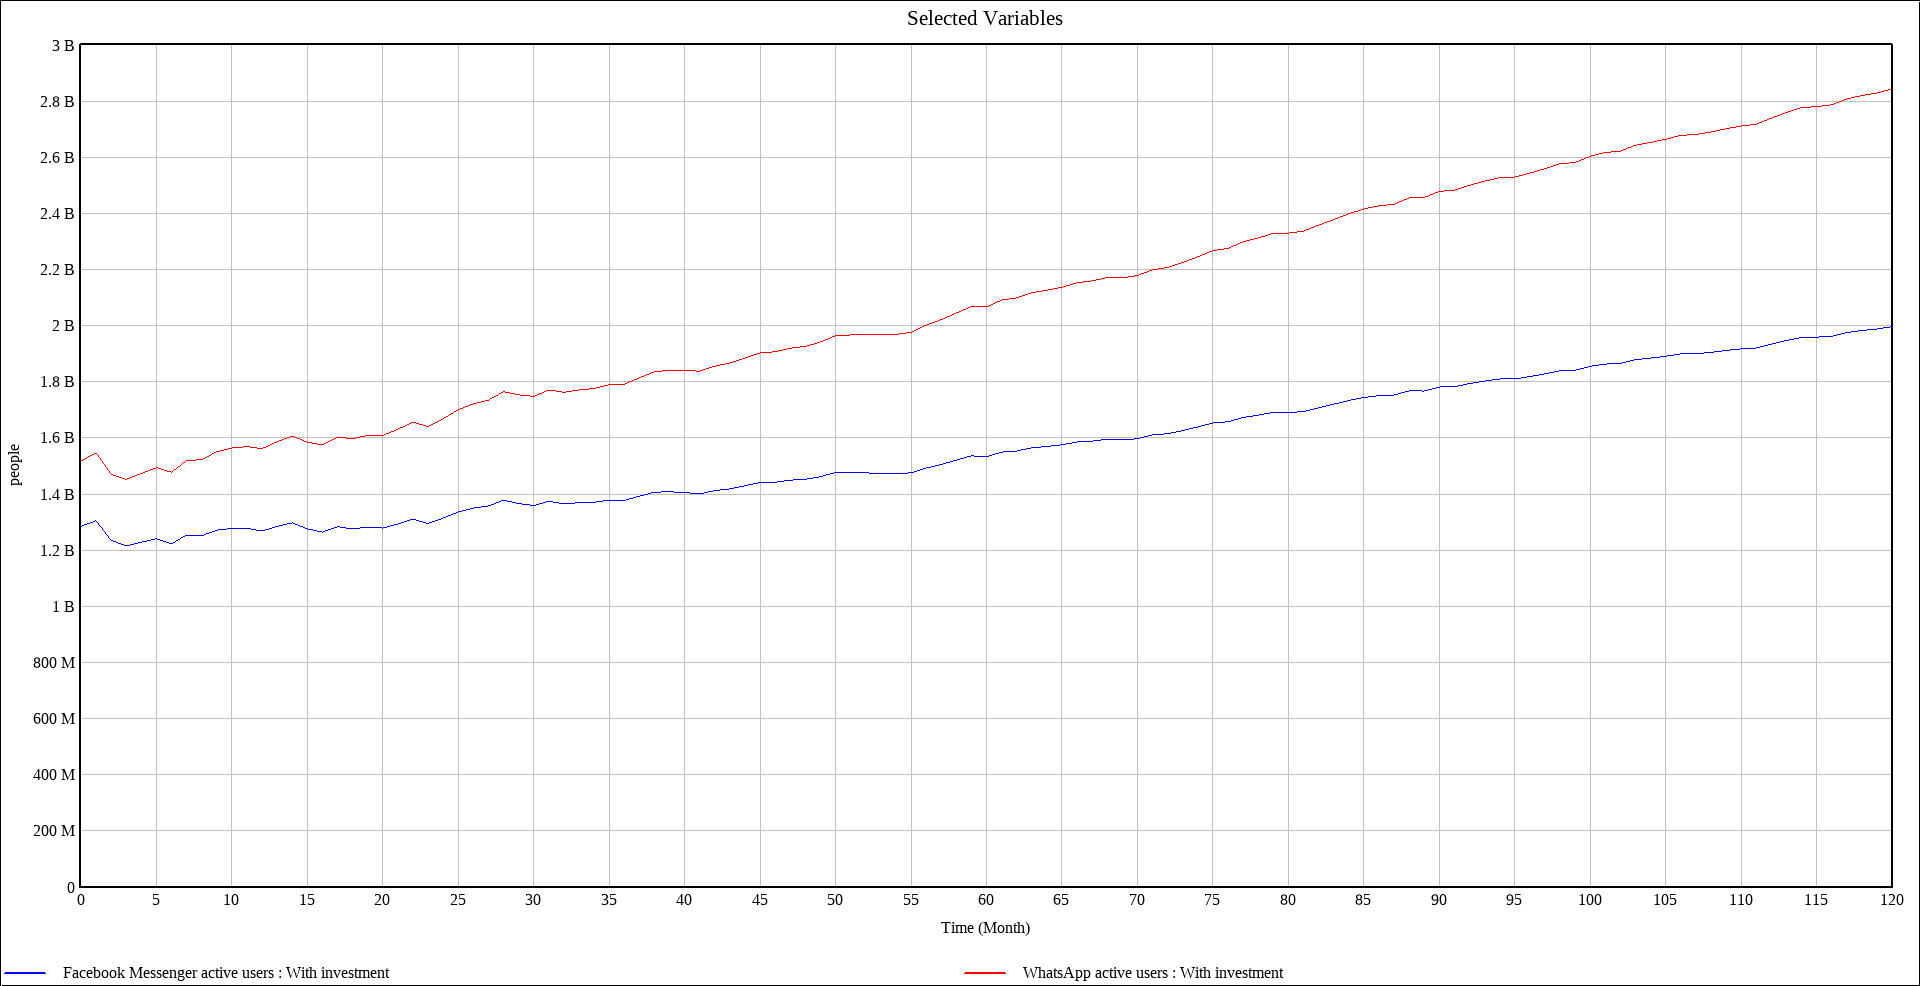 Selected Variables
3 B
2.8 B
2.6 B
2.4 B
2.2 B
2 B
1.8 B
1.6 B
1.4 B
1.2 B
1 B
800 M
600 M
400 M
200 M
0
people
0 5 10 15 20 25 30 35 40 45 50 55 60 65 70 75 80 85 90 95 100 105 110 115 120
Time (Month)
Facebook Messenger active users : With investment
WhatsApp active users : With investment